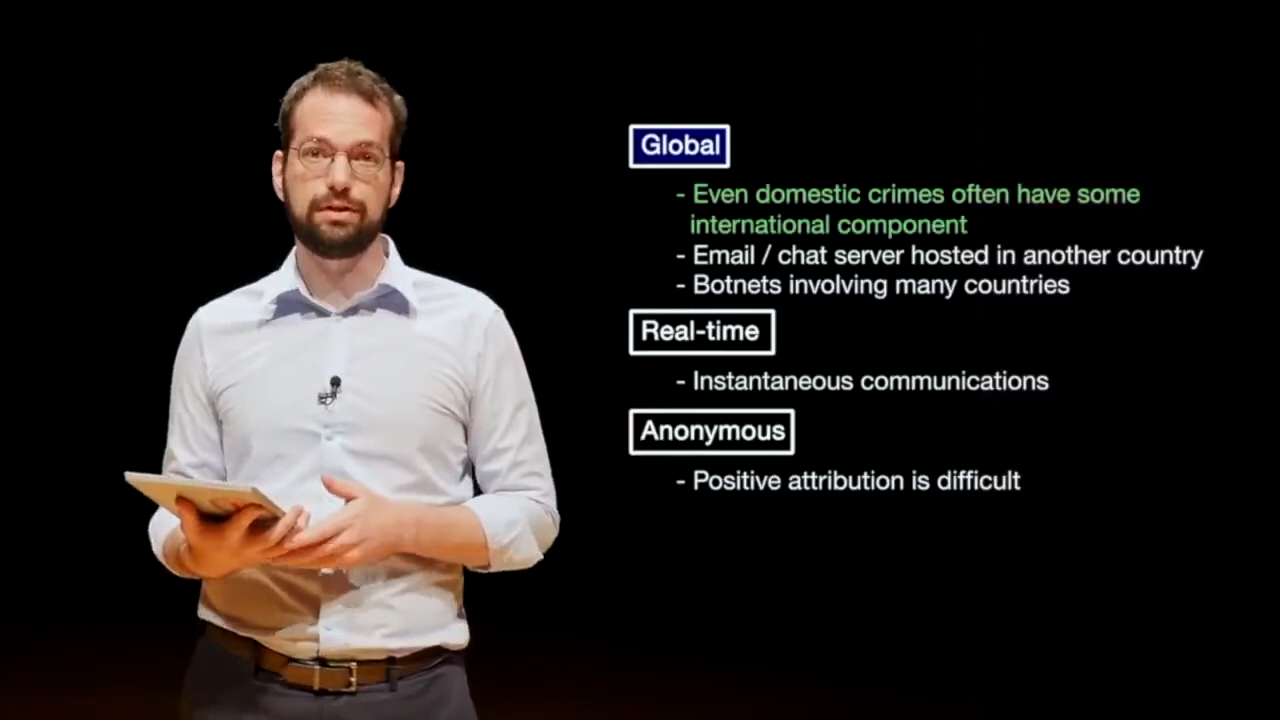 Global
- Even domestic crimes often have some
international component
- Email / chat server hosted in another country
- Botnets involving many countries
Real-time
- Instantaneous communications
Anonymous
- Positive attribution is difficult